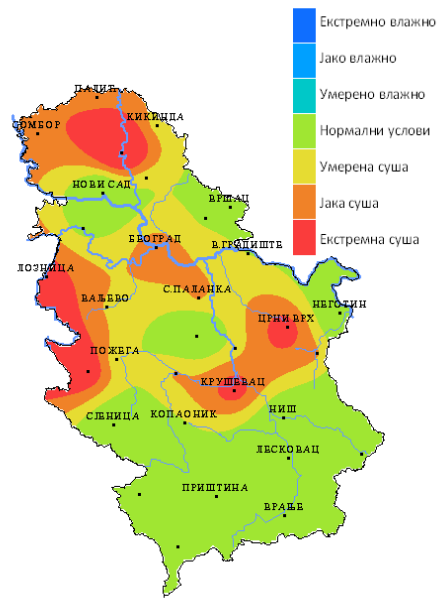 Екстремно влажно
Јако влажно
Умерено влажно
Нормални услови
Умерена суша
Јака суша
Екстремна суша
ПАЛИЋ
СОМБОР
КИКИНДА
НОВИ САД
ВРШАЦ
БЕОГРАД
В.ГРАДИШТЕ
ЛОЗНИЦА
ВАЉЕВО
С.ПАЛАНКА
НЕГОТИН
ЦРНИ ВРХ
ПОЖЕГА
КРУШЕВАЦ
СЈЕНИЦА
КОПАОНИК
НИШ
ЛЕСКОВАЦ
ПРИШТИНА
ВРАЊЕ